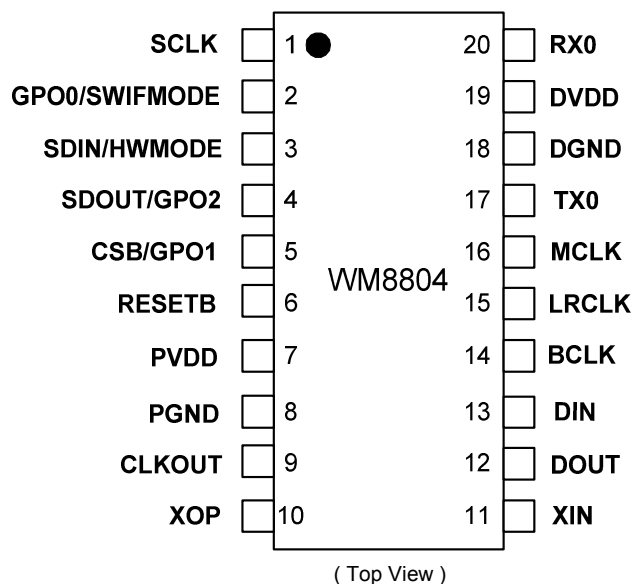 SCLK 1 20 RX0
GPO0/SWIFMODE 2 19 DVDD
SDIN/HWMODE 3 18 DGND
SDOUT/GPO2 4 17 TX0
CSB/GPO1 5 16 MCLK
WM8804
RESETB 6 15 LRCLK
PVDD 7 14 BCLK
PGND 8 13 DIN
CLKOUT 9 12 DOUT
XOP 10 11 XIN
( Top View )